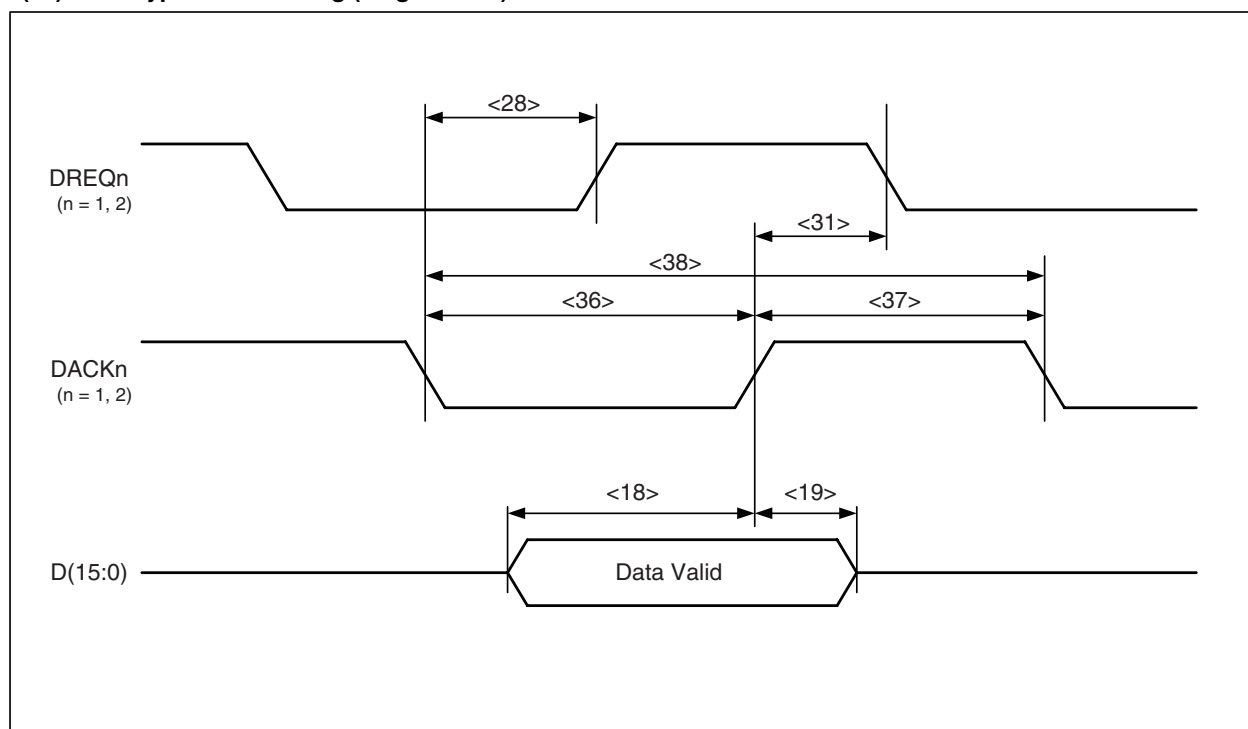 <28>
DREQn
(n = 1, 2)
<31>
<38>
<36>
<37>
DACKn
(n = 1, 2)
<18>
<19>
D(15:0)
Data Valid